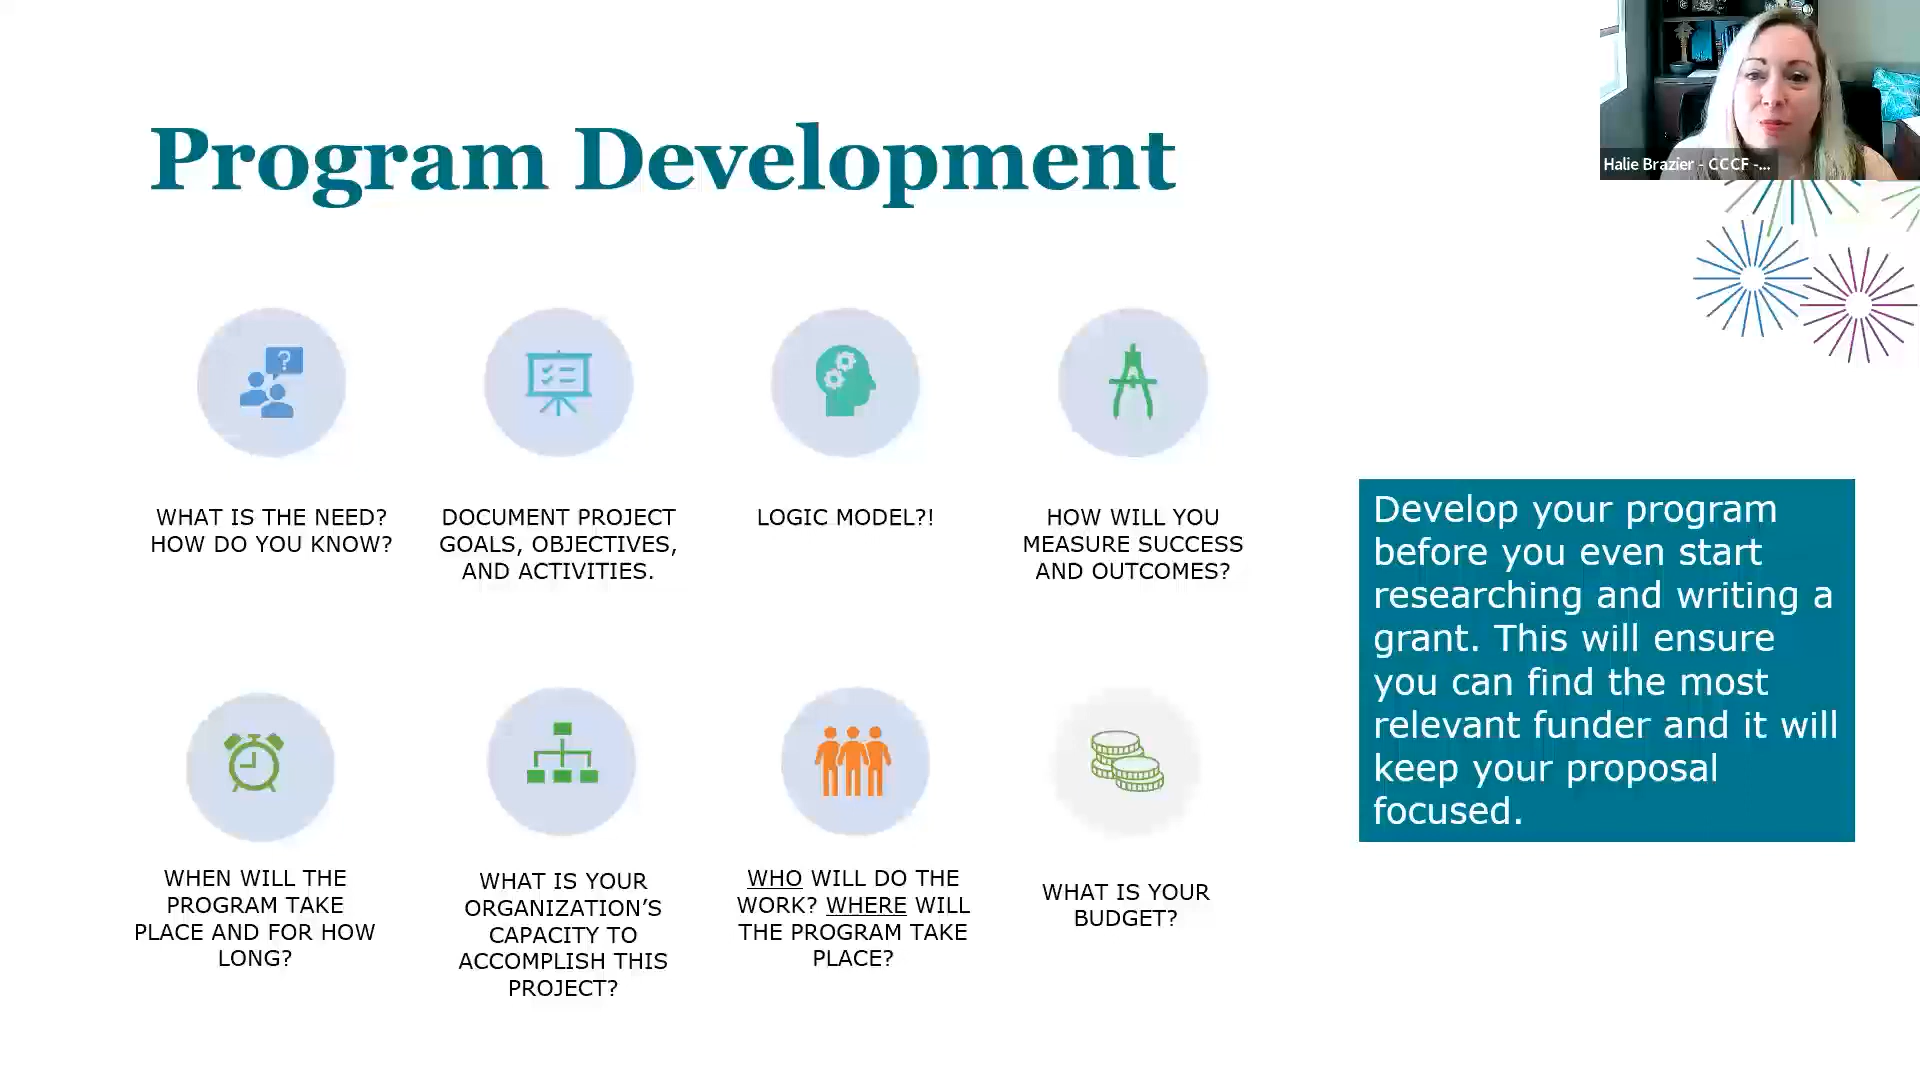 Program Development
Halie Brazier - CCCF -...
?
WHAT IS THE NEED?
HOW DO YOU KNOW?
DOCUMENT PROJECT
GOALS, OBJECTIVES,
AND ACTIVITIES.
LOGIC MODEL?!
HOW WILL YOU
MEASURE SUCCESS
AND OUTCOMES?
WHEN WILL THE
PROGRAM TAKE
PLACE AND FOR HOW
LONG?
WHAT IS YOUR
ORGANIZATION’S
CAPACITY TO
ACCOMPLISH THIS
PROJECT?
WHO WILL DO THE
WORK? WHERE WILL
THE PROGRAM TAKE
PLACE?
WHAT IS YOUR
BUDGET?
Develop your program
before you even start
researching and writing a
grant. This will ensure
you can find the most
relevant funder and it will
keep your proposal
focused.